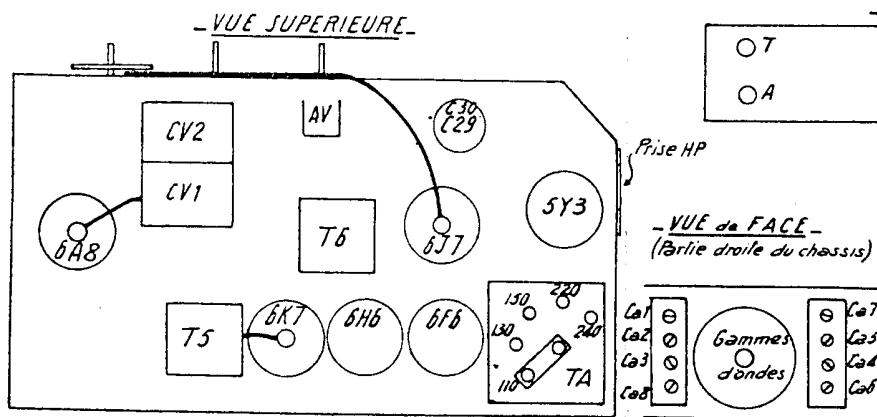 VUE SUPERIEURE
T
A
CV2
CV1
AV
C30
C29
Prise HP
6A8
T6
6J7
5Y3
VUE de FACE
(Partie droite du chassis)
T5
6K7
6H6
6F6
110
130
150
220
240
TA
Ca1
Ca2
Ca3
Ca8
Gammes
d'ondes
Ca7
Ca5
Ca4
Ca6